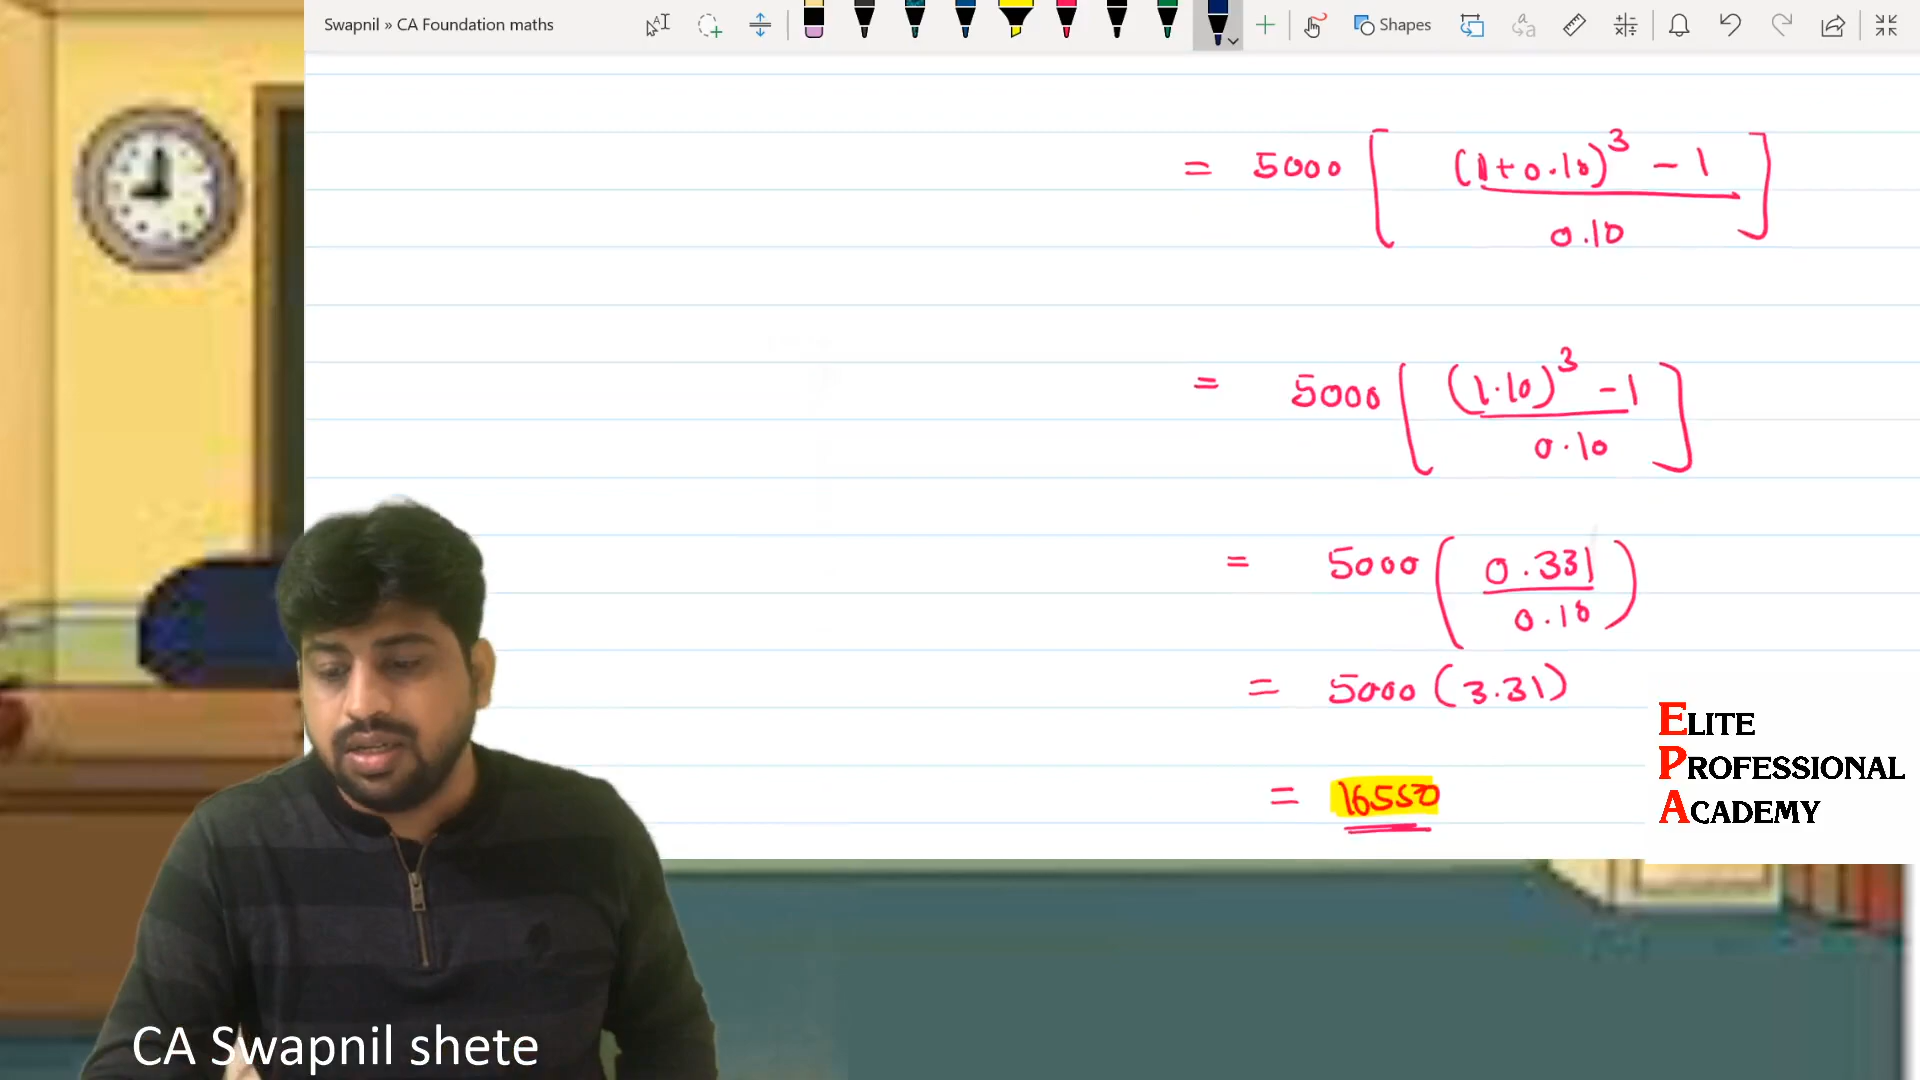 Swapnil » CA Foundation maths
Shapes
= 5000 [ (1+0.10)³ - 1 / 0.10 ]
= 5000 [ (1.10)³ - 1 / 0.10 ]
= 5000 ( 0.331 / 0.10 )
= 5000 (3.31)
= 16550
ELITE
PROFESSIONAL
ACADEMY
CA Swapnil shete